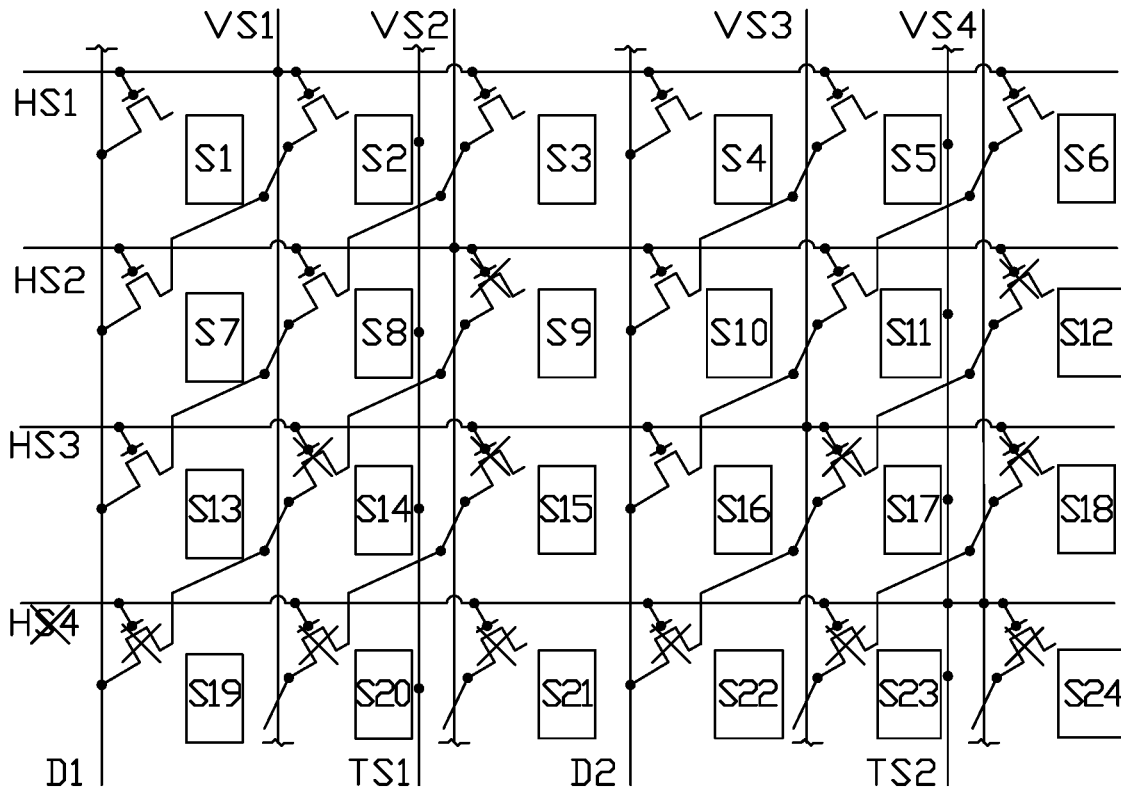 VS1 VS2 VS3 VS4
HS1
S1 S2 S3 S4 S5 S6
HS2
S7 S8 S9 S10 S11 S12
HS3
S13 S14 S15 S16 S17 S18
HS4
S19 S20 S21 S22 S23 S24
D1 TS1 D2 TS2